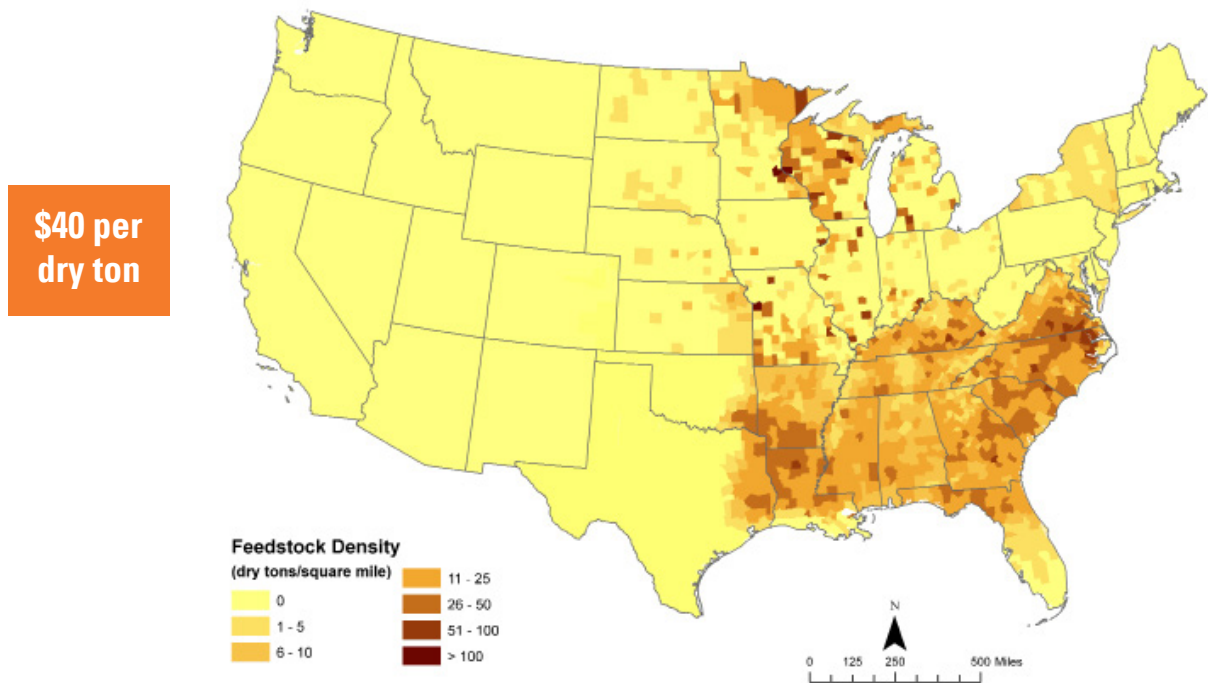 $40 per
dry ton
Feedstock Density
(dry tons/square mile)
0
1 - 5
6 - 10
11 - 25
26 - 50
51 - 100
> 100
N
0 125 250 500 Miles